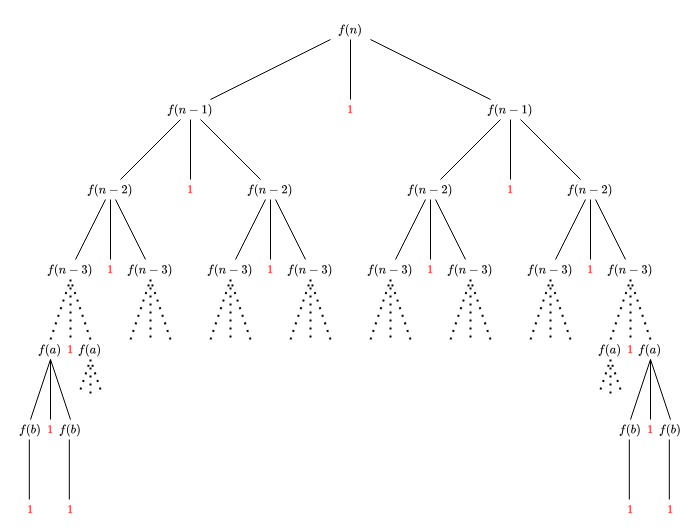 f(n)
f(n − 1) 1 f(n − 1)
f(n − 2) 1 f(n − 2) f(n − 2) 1 f(n − 2)
f(n − 3) 1 f(n − 3) f(n − 3) 1 f(n − 3) f(n − 3) 1 f(n − 3) f(n − 3) 1 f(n − 3)
f(a) 1 f(a) f(a) 1 f(a)
f(b) 1 f(b) f(b) 1 f(b)
1 1 1 1